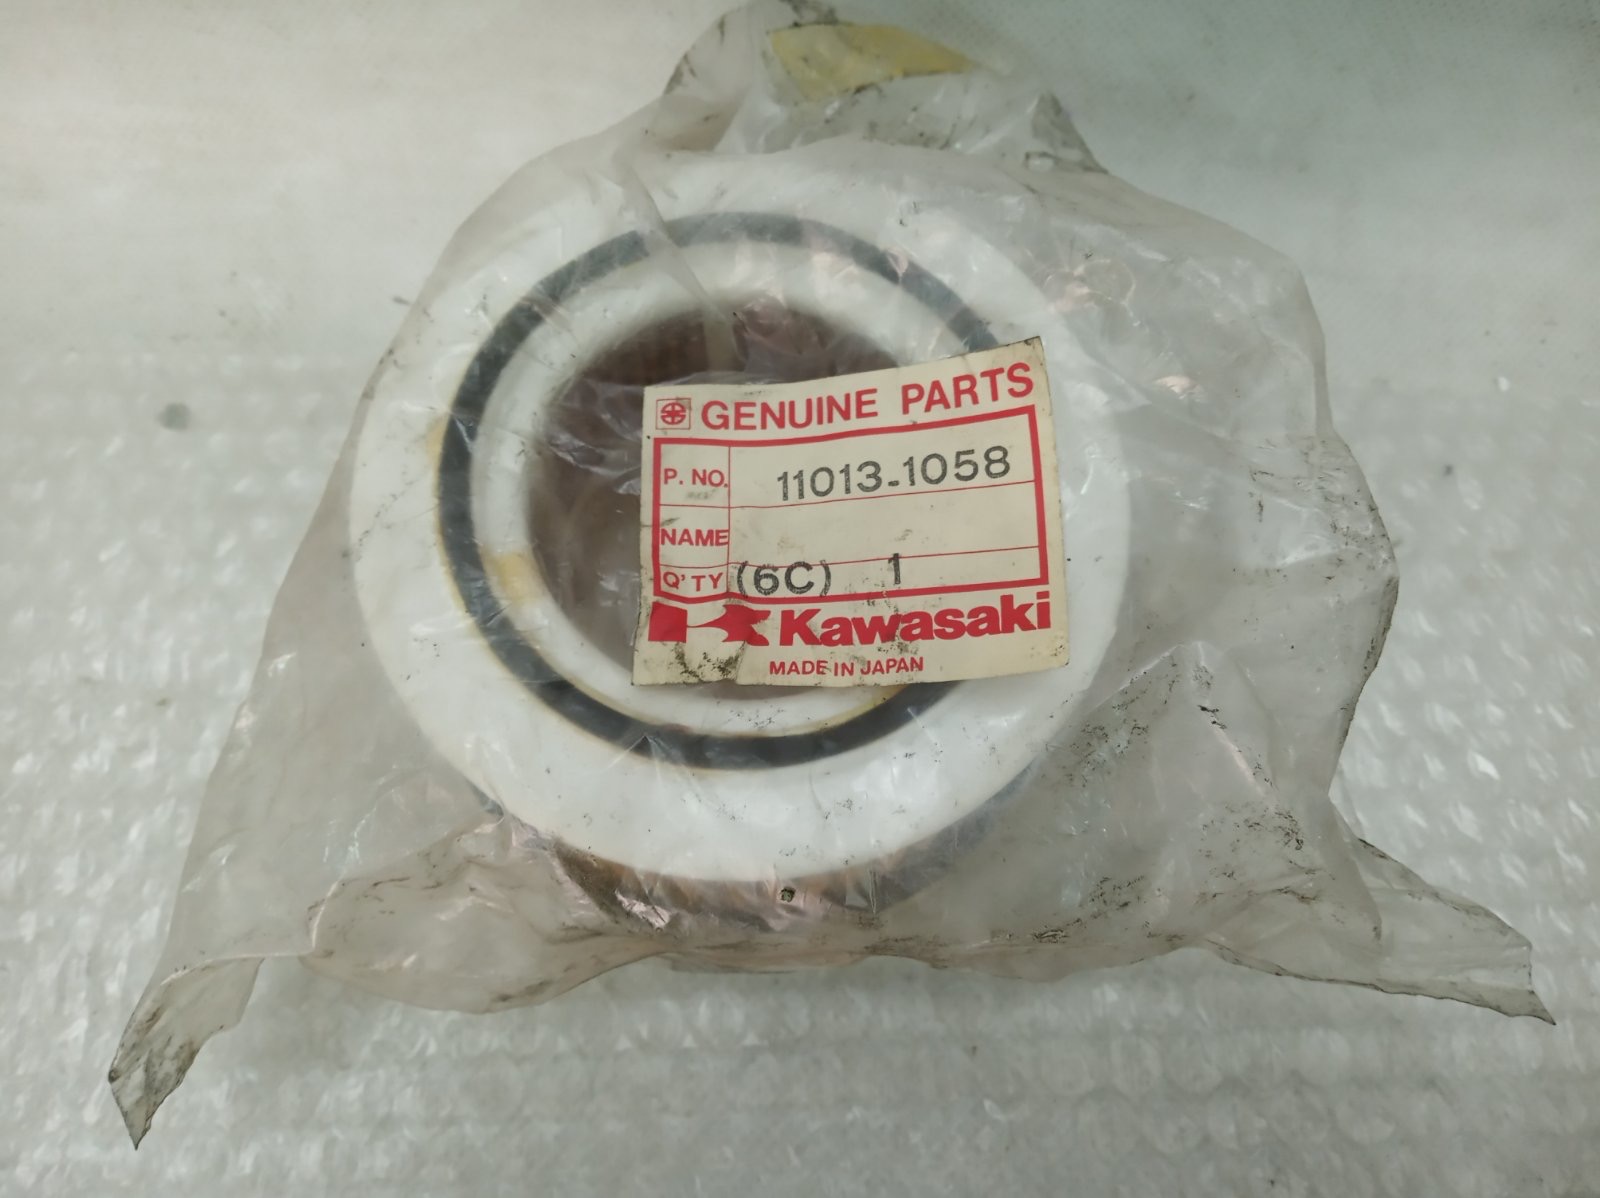 GENUINE PARTS
P. NO. 11013-1058
NAME
Q'TY (6C) 1
Kawasaki
MADE IN JAPAN